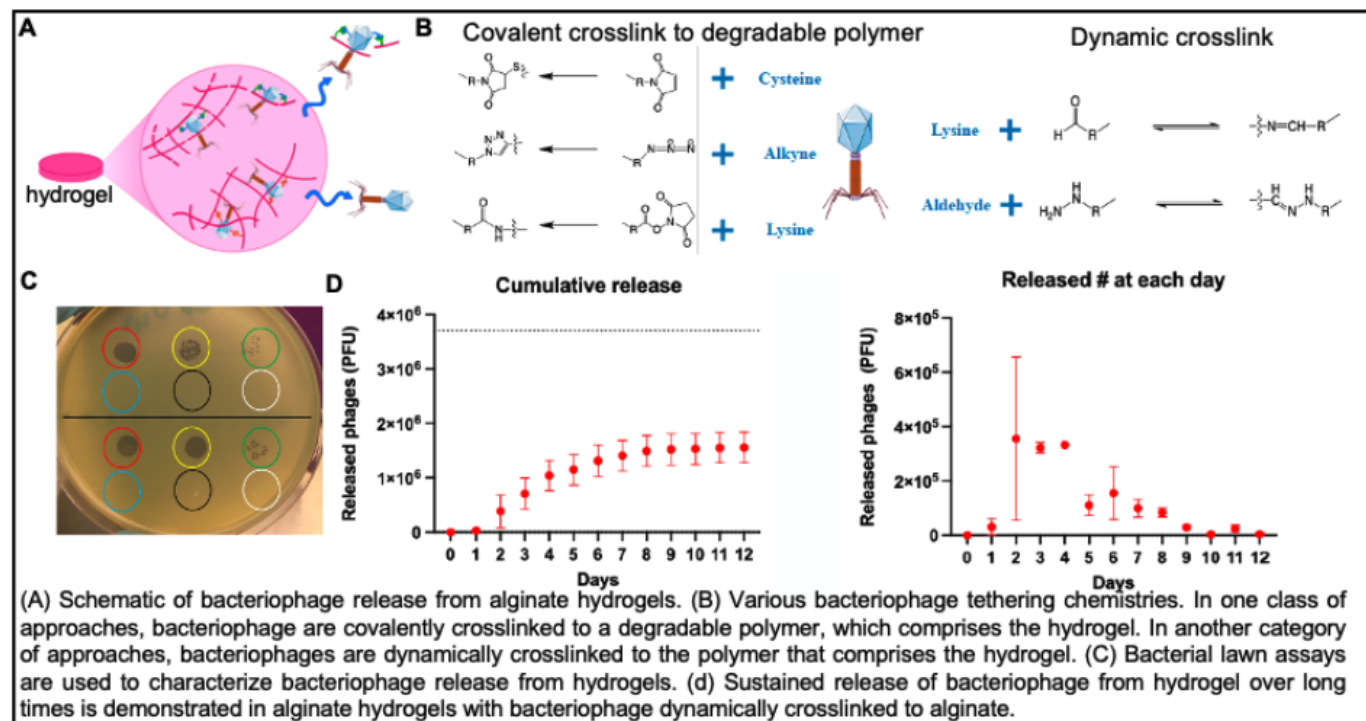 A
B
Covalent crosslink to degradable polymer
Dynamic crosslink
hydrogel
+ Cysteine
+ Alkyne
+ Lysine
Lysine +
Aldehyde +
C
D
Cumulative release
Released phages (PFU)
4×10⁶
3×10⁶
2×10⁶
1×10⁶
0
0 1 2 3 4 5 6 7 8 9 10 11 12
Days
Released # at each day
Released phages (PFU)
8×10⁵
6×10⁵
4×10⁵
2×10⁵
0
0 1 2 3 4 5 6 7 8 9 10 11 12
Days
(A) Schematic of bacteriophage release from alginate hydrogels. (B) Various bacteriophage tethering chemistries. In one class of
approaches, bacteriophage are covalently crosslinked to a degradable polymer, which comprises the hydrogel. In another category
of approaches, bacteriophages are dynamically crosslinked to the polymer that comprises the hydrogel. (C) Bacterial lawn assays
are used to characterize bacteriophage release from hydrogels. (d) Sustained release of bacteriophage from hydrogel over long
times is demonstrated in alginate hydrogels with bacteriophage dynamically crosslinked to alginate.